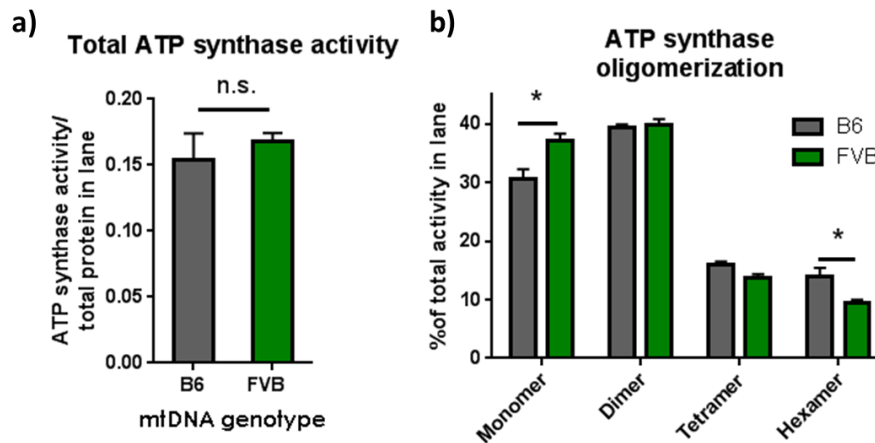 a)
Total ATP synthase activity
n.s.
0.20
0.15
0.10
0.05
0.00
ATP synthase activity/
total protein in lane
B6
FVB
mtDNA genotype
b)
ATP synthase
oligomerization
*
*
B6
FVB
40
30
20
10
0
%of total activity in lane
Monomer
Dimer
Tetramer
Hexamer